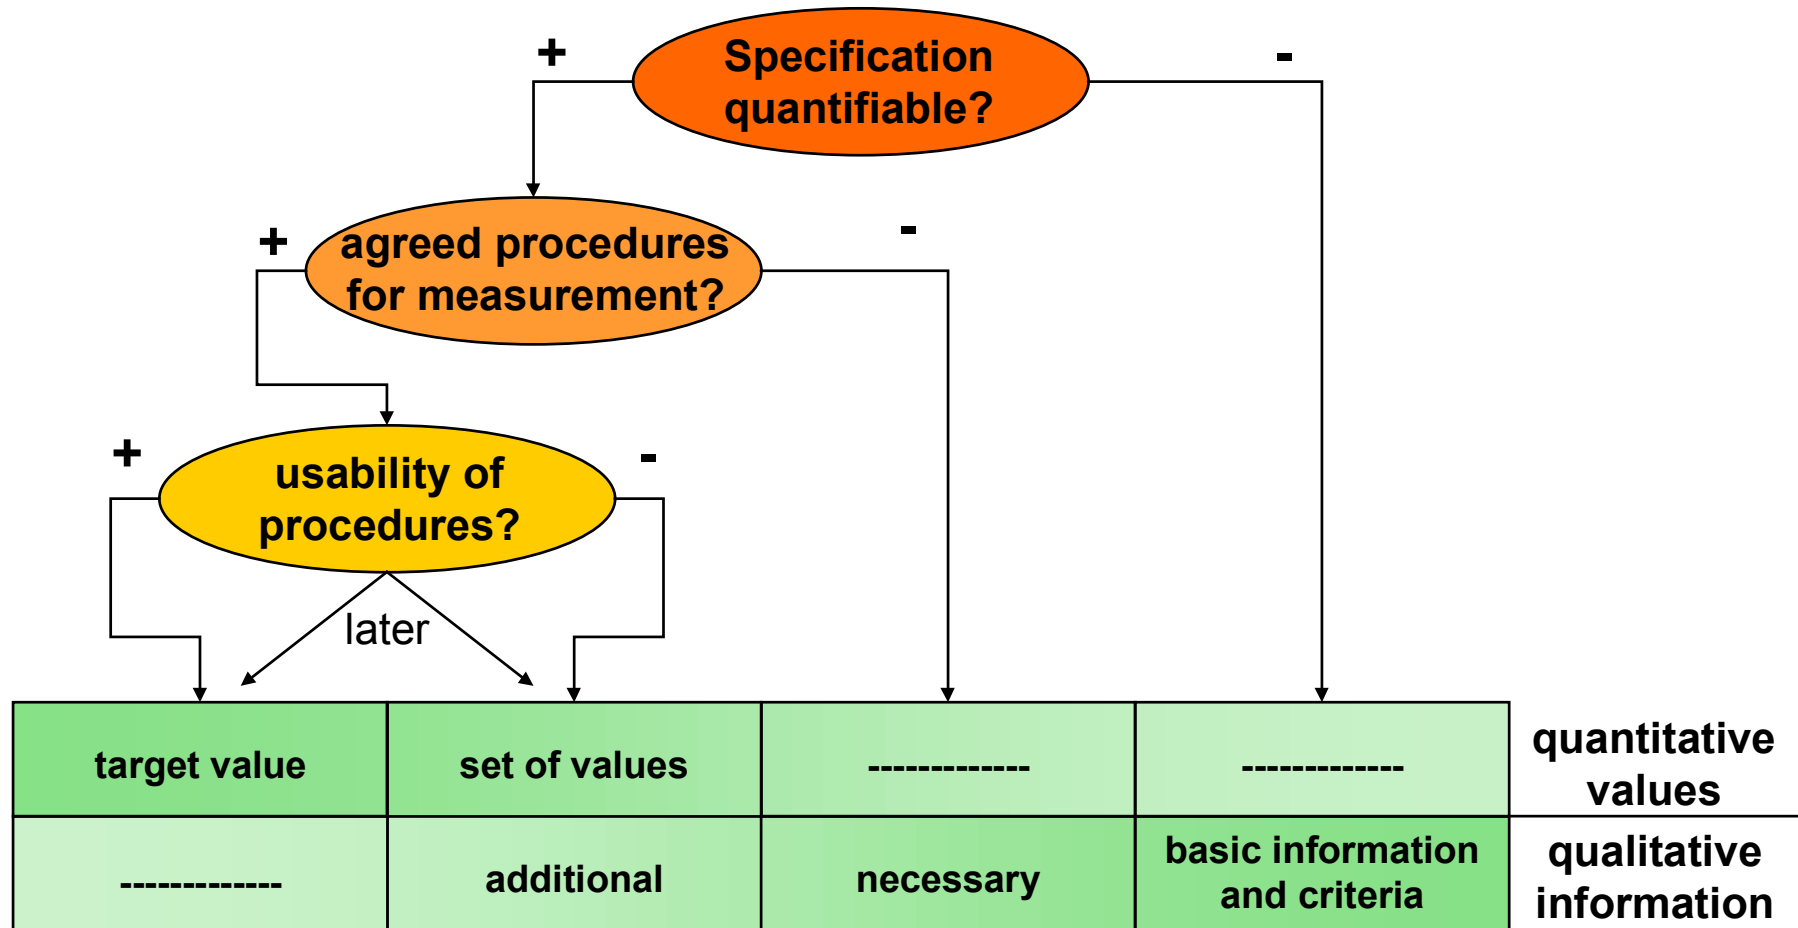 +
Specification
quantifiable?
-
+
agreed procedures
for measurement?
-
+
usability of
procedures?
-
later
target value
set of values
-------------
-------------
quantitative
values
-------------
additional
necessary
basic information
and criteria
qualitative
information